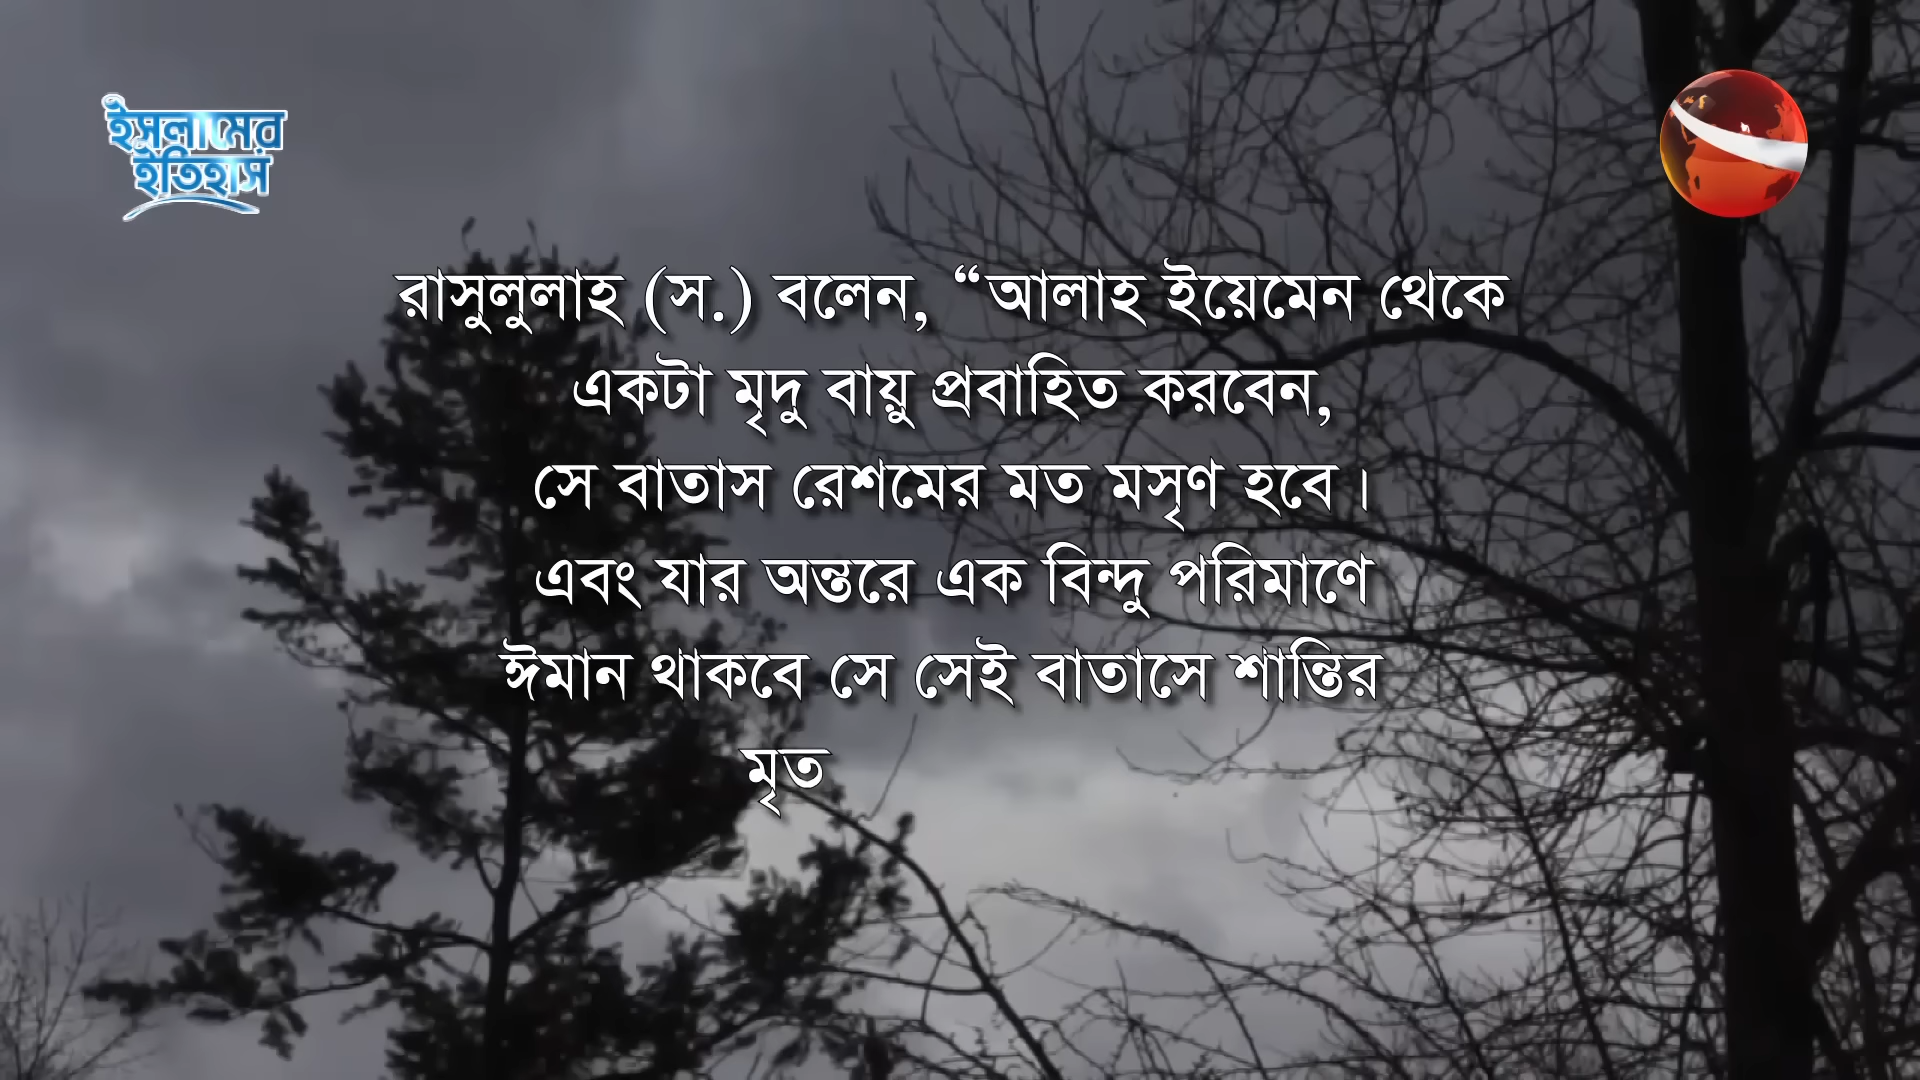 ইসলামের
ইতিহাস
রাসুলুলাহ (স.) বলেন, “আলাহ ইয়েমেন থেকে
একটা মৃদু বায়ু প্রবাহিত করবেন,
সে বাতাস রেশমের মত মসৃণ হবে।
এবং যার অন্তরে এক বিন্দু পরিমাণে
ঈমান থাকবে সে সেই বাতাসে শান্তির
মৃত